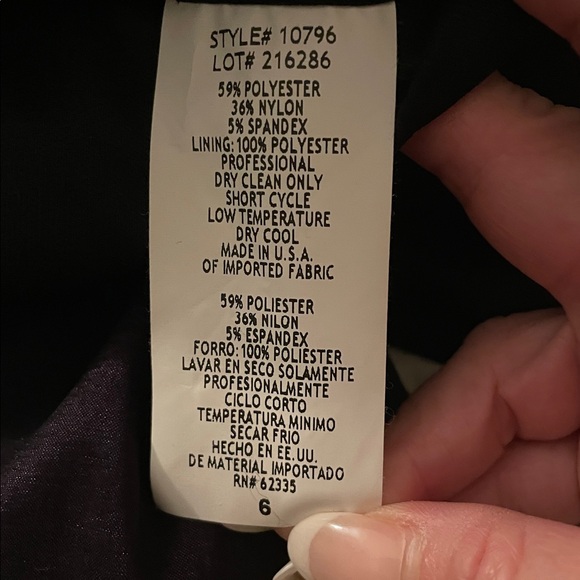 STYLE# 10796
LOT# 216286
59% POLYESTER
36% NYLON
5% SPANDEX
LINING: 100% POLYESTER
PROFESSIONAL
DRY CLEAN ONLY
SHORT CYCLE
LOW TEMPERATURE
DRY COOL
MADE IN U.S.A.
OF IMPORTED FABRIC
59% POLIESTER
36% NILON
5% ESPANDEX
FORRO: 100% POLIESTER
LAVAR EN SECO SOLAMENTE
PROFESIONALMENTE
CICLO CORTO
TEMPERATURA MINIMO
SECAR FRIO
HECHO EN EE.UU.
DE MATERIAL IMPORTADO
RN# 62335
6